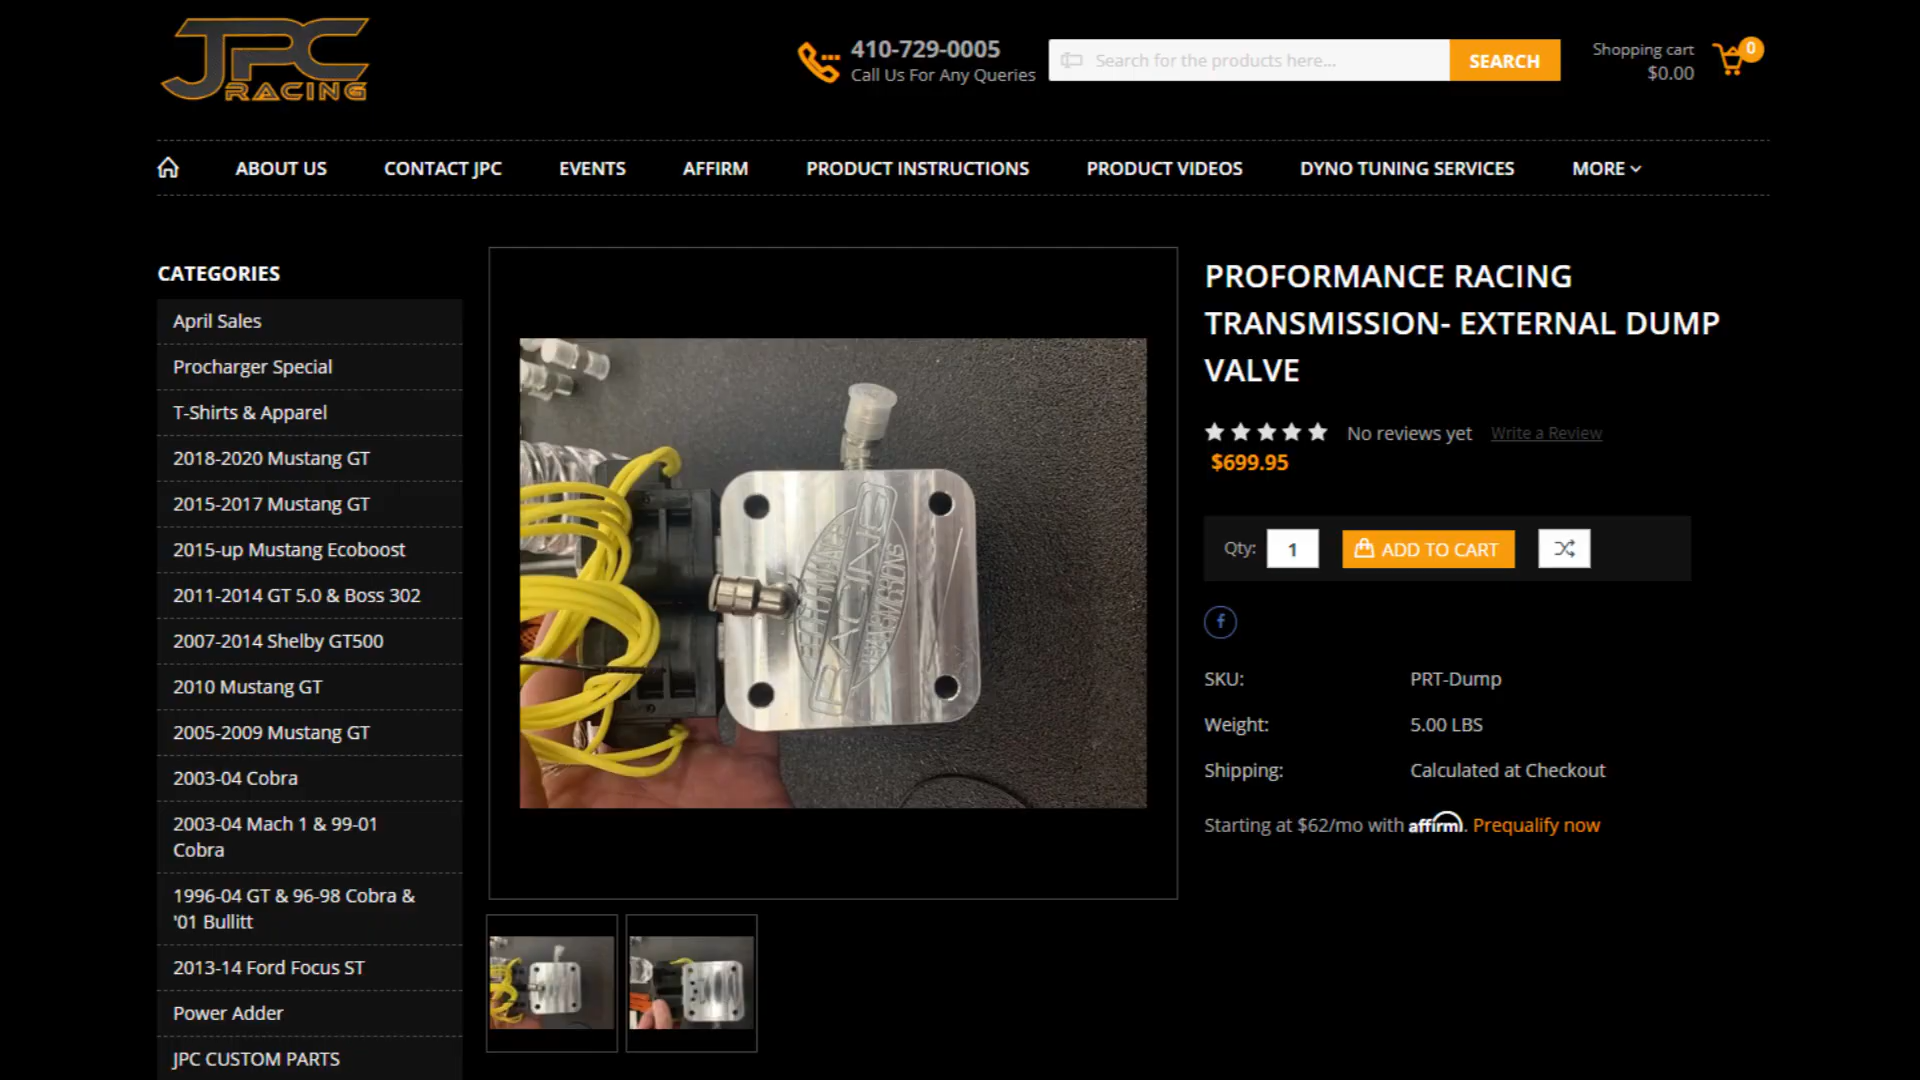 JPC
RACING
410-729-0005
Call Us For Any Queries
Search for the products here...
SEARCH
Shopping cart
$0.00
0
ABOUT US
CONTACT JPC
EVENTS
AFFIRM
PRODUCT INSTRUCTIONS
PRODUCT VIDEOS
DYNO TUNING SERVICES
MORE
CATEGORIES
April Sales
Procharger Special
T-Shirts & Apparel
2018-2020 Mustang GT
2015-2017 Mustang GT
2015-up Mustang Ecoboost
2011-2014 GT 5.0 & Boss 302
2007-2014 Shelby GT500
2010 Mustang GT
2005-2009 Mustang GT
2003-04 Cobra
2003-04 Mach 1 & 99-01
Cobra
1996-04 GT & 96-98 Cobra &
'01 Bullitt
2013-14 Ford Focus ST
Power Adder
JPC CUSTOM PARTS
RACING
PROFORMANCE RACING
TRANSMISSION- EXTERNAL DUMP
VALVE
No reviews yet
Write a Review
$699.95
Qty:
1
ADD TO CART
f
SKU:
PRT-Dump
Weight:
5.00 LBS
Shipping:
Calculated at Checkout
Starting at $62/mo with affirm. Prequalify now